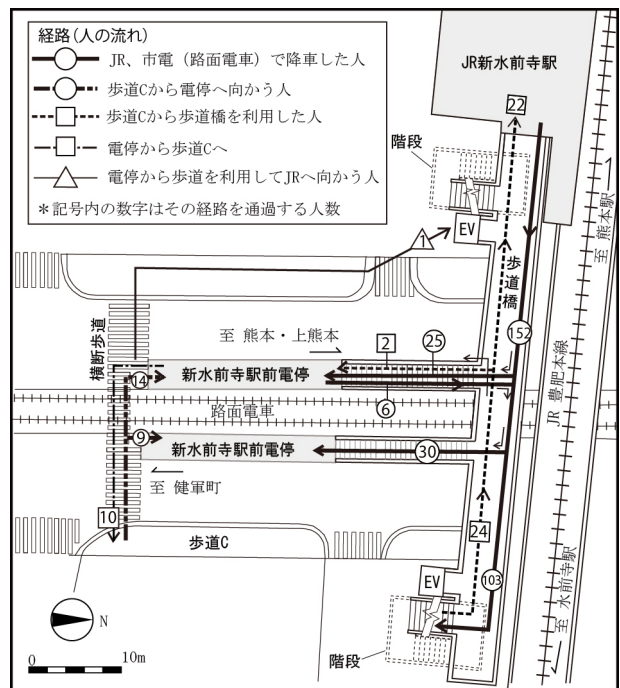 経路（人の流れ）
JR、市電（路面電車）で降車した人
歩道Cから電停へ向かう人
歩道Cから歩道橋を利用した人
電停から歩道Cへ
電停から歩道を利用してJRへ向かう人
＊記号内の数字はその経路を通過する人数
JR新水前寺駅
22
階段
EV
1
至 熊本駅
歩道橋
152
JR 豊肥本線
横断歩道
至 熊本・上熊本
2
25
14
新水前寺駅前電停
6
路面電車
9
新水前寺駅前電停
30
至 健軍町
10
歩道C
24
EV
103
至 水前寺駅
N
階段
0
10m